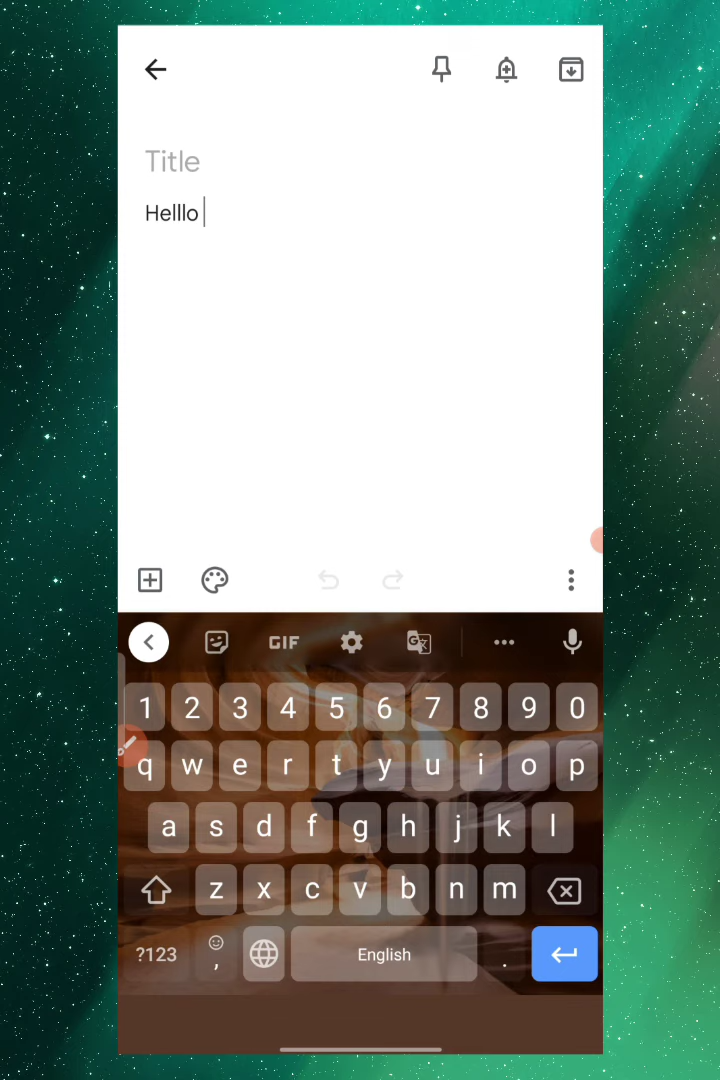 Title
Helllo
GIF
1 2 3 4 5 6 7 8 9 0
q w e r t y u i o p
a s d f g h j k l
z x c v b n m
?123 , English .